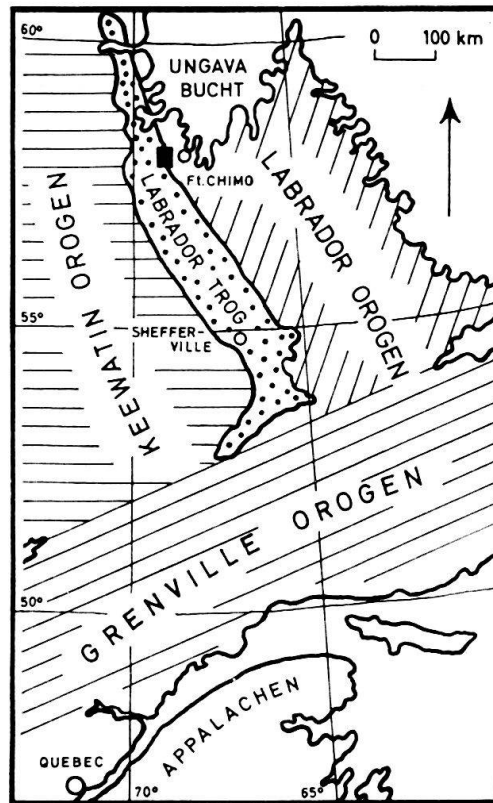 60°
0 100 km
UNGAVA
BUCHT
Ft. CHIMO
LABRADOR TROG
LABRADOR OROGEN
KEEWATIN OROGEN
55°
SHEFFER-
VILLE
GRENVILLE OROGEN
50°
APPALACHEN
QUEBEC
70°
65°